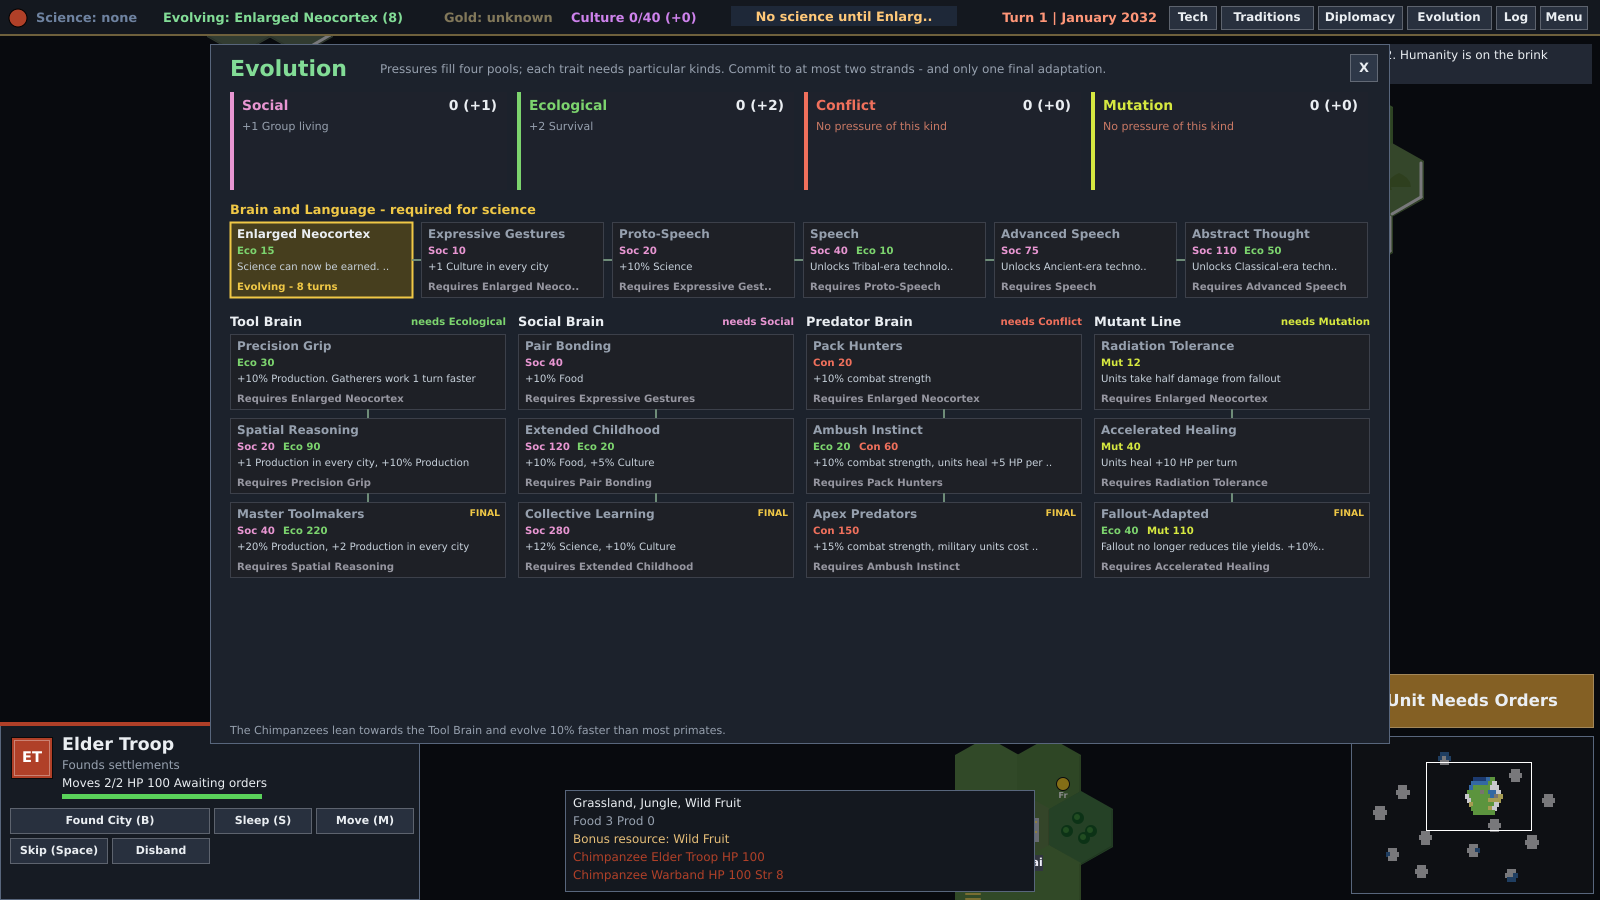 Science: none Evolving: Enlarged Neocortex (8) Gold: unknown Culture 0/40 (+0) No science until Enlarg.. Turn 1 | January 2032 Tech Traditions Diplomacy Evolution Log Menu
. Humanity is on the brink
Evolution Pressures fill four pools; each trait needs particular kinds. Commit to at most two strands - and only one final adaptation. X
Social 0 (+1)
+1 Group living
Ecological 0 (+2)
+2 Survival
Conflict 0 (+0)
No pressure of this kind
Mutation 0 (+0)
No pressure of this kind
Brain and Language - required for science
Enlarged Neocortex
Eco 15
Science can now be earned. ..
Evolving - 8 turns
Expressive Gestures
Soc 10
+1 Culture in every city
Requires Enlarged Neoco..
Proto-Speech
Soc 20
+10% Science
Requires Expressive Gest..
Speech
Soc 40 Eco 10
Unlocks Tribal-era technolo..
Requires Proto-Speech
Advanced Speech
Soc 75
Unlocks Ancient-era techno..
Requires Speech
Abstract Thought
Soc 110 Eco 50
Unlocks Classical-era techn..
Requires Advanced Speech
Tool Brain needs Ecological
Precision Grip
Eco 30
+10% Production. Gatherers work 1 turn faster
Requires Enlarged Neocortex
Spatial Reasoning
Soc 20 Eco 90
+1 Production in every city, +10% Production
Requires Precision Grip
Master Toolmakers FINAL
Soc 40 Eco 220
+20% Production, +2 Production in every city
Requires Spatial Reasoning
Social Brain needs Social
Pair Bonding
Soc 40
+10% Food
Requires Expressive Gestures
Extended Childhood
Soc 120 Eco 20
+10% Food, +5% Culture
Requires Pair Bonding
Collective Learning FINAL
Soc 280
+12% Science, +10% Culture
Requires Extended Childhood
Predator Brain needs Conflict
Pack Hunters
Con 20
+10% combat strength
Requires Enlarged Neocortex
Ambush Instinct
Eco 20 Con 60
+10% combat strength, units heal +5 HP per ..
Requires Pack Hunters
Apex Predators FINAL
Con 150
+15% combat strength, military units cost ..
Requires Ambush Instinct
Mutant Line needs Mutation
Radiation Tolerance
Mut 12
Units take half damage from fallout
Requires Enlarged Neocortex
Accelerated Healing
Mut 40
Units heal +10 HP per turn
Requires Radiation Tolerance
Fallout-Adapted FINAL
Eco 40 Mut 110
Fallout no longer reduces tile yields. +10%..
Requires Accelerated Healing
The Chimpanzees lean towards the Tool Brain and evolve 10% faster than most primates.
Unit Needs Orders
ET
Elder Troop
Founds settlements
Moves 2/2 HP 100 Awaiting orders
Found City (B) Sleep (S) Move (M)
Skip (Space) Disband
Fr
Grassland, Jungle, Wild Fruit
Food 3 Prod 0
Bonus resource: Wild Fruit
Chimpanzee Elder Troop HP 100
Chimpanzee Warband HP 100 Str 8
ai